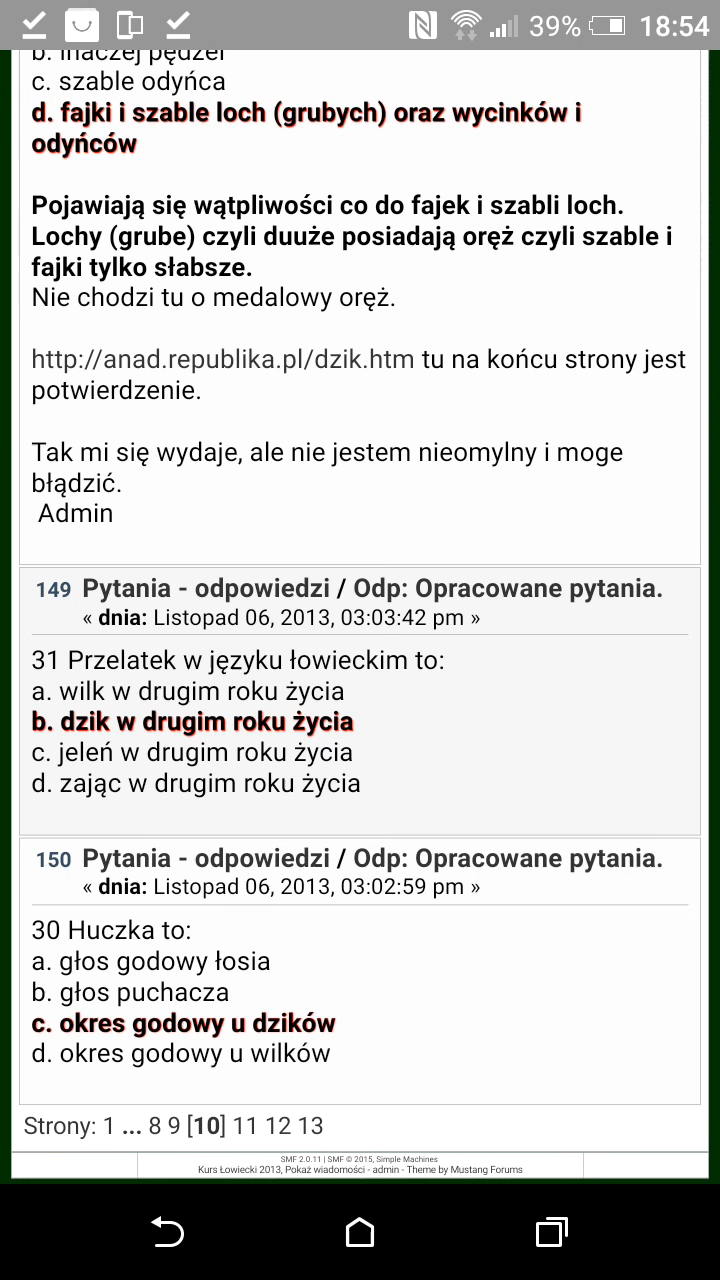 39% 18:54
b. inaczej pędzel
c. szable odyńca
d. fajki i szable loch (grubych) oraz wycinków i
odyńców
Pojawiają się wątpliwości co do fajek i szabli loch.
Lochy (grube) czyli duuże posiadają oręż czyli szable i
fajki tylko słabsze.
Nie chodzi tu o medalowy oręż.
http://anad.republika.pl/dzik.htm tu na końcu strony jest
potwierdzenie.
Tak mi się wydaje, ale nie jestem nieomylny i moge
błądzić.
Admin
149 Pytania - odpowiedzi / Odp: Opracowane pytania.
« dnia: Listopad 06, 2013, 03:03:42 pm »
31 Przelatek w języku łowieckim to:
a. wilk w drugim roku życia
b. dzik w drugim roku życia
c. jeleń w drugim roku życia
d. zając w drugim roku życia
150 Pytania - odpowiedzi / Odp: Opracowane pytania.
« dnia: Listopad 06, 2013, 03:02:59 pm »
30 Huczka to:
a. głos godowy łosia
b. głos puchacza
c. okres godowy u dzików
d. okres godowy u wilków
Strony: 1 ... 8 9 [10] 11 12 13
SMF 2.0.11 | SMF © 2015, Simple Machines
Kurs Łowiecki 2013, Pokaż wiadomości - admin - Theme by Mustang Forums